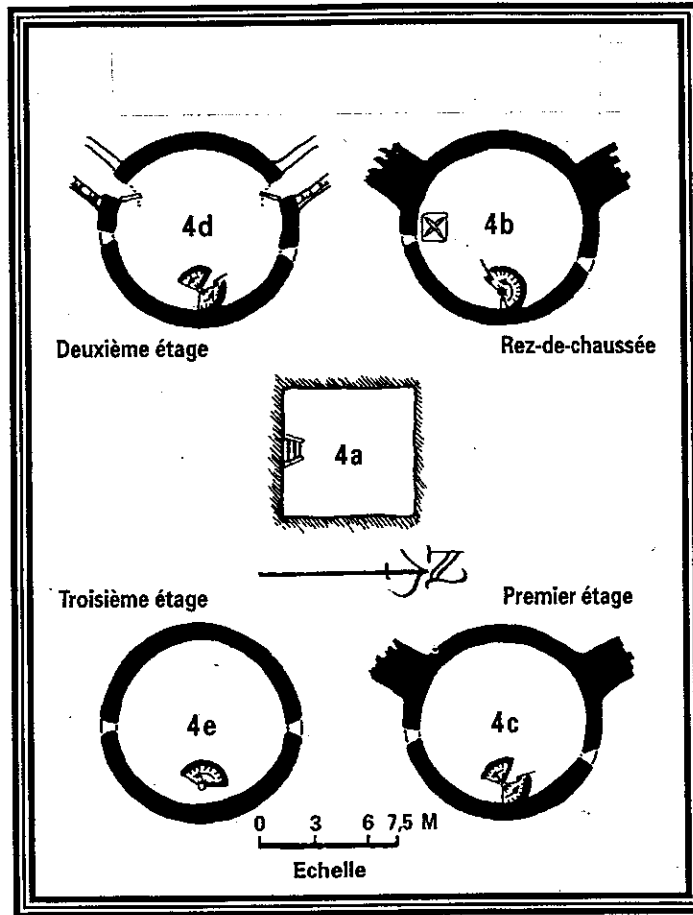 4d
4b
Deuxième étage
Rez-de-chaussée
4a
N
Troisième étage
Premier étage
4e
4c
0 3 6 7,5 M
Echelle